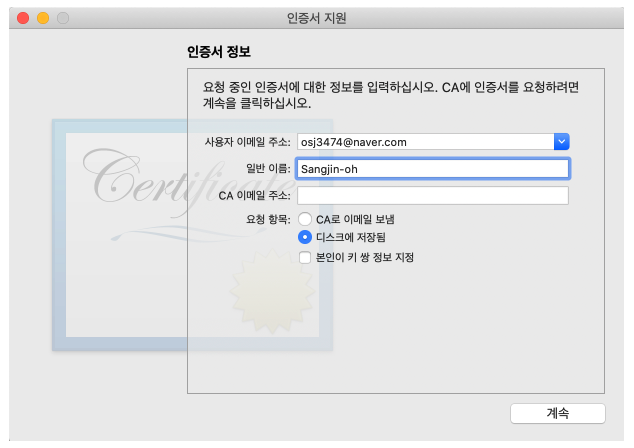 인증서 지원
인증서 정보
요청 중인 인증서에 대한 정보를 입력하십시오. CA에 인증서를 요청하려면
계속을 클릭하십시오.
Certificate
사용자 이메일 주소: osj3474@naver.com
일반 이름: Sangjin-oh
CA 이메일 주소:
요청 항목: CA로 이메일 보냄
디스크에 저장됨
본인이 키 쌍 정보 지정
계속